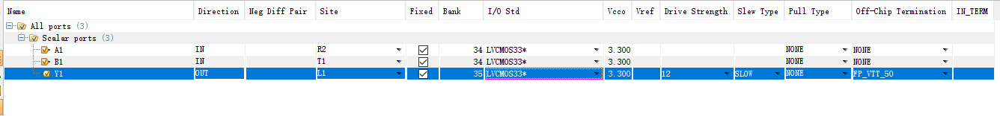 Name Direction Neg Diff Pair Site Fixed Bank I/O Std Vcco Vref Drive Strength Slew Type Pull Type Off-Chip Termination IN_TERM
All ports (3)
Scalar ports (3)
A1 IN R2 34 LVCMOS33* 3.300 NONE NONE
B1 IN T1 34 LVCMOS33* 3.300 NONE NONE
Y1 OUT L1 35 LVCMOS33* 3.300 12 SLOW NONE FP_VTT_50